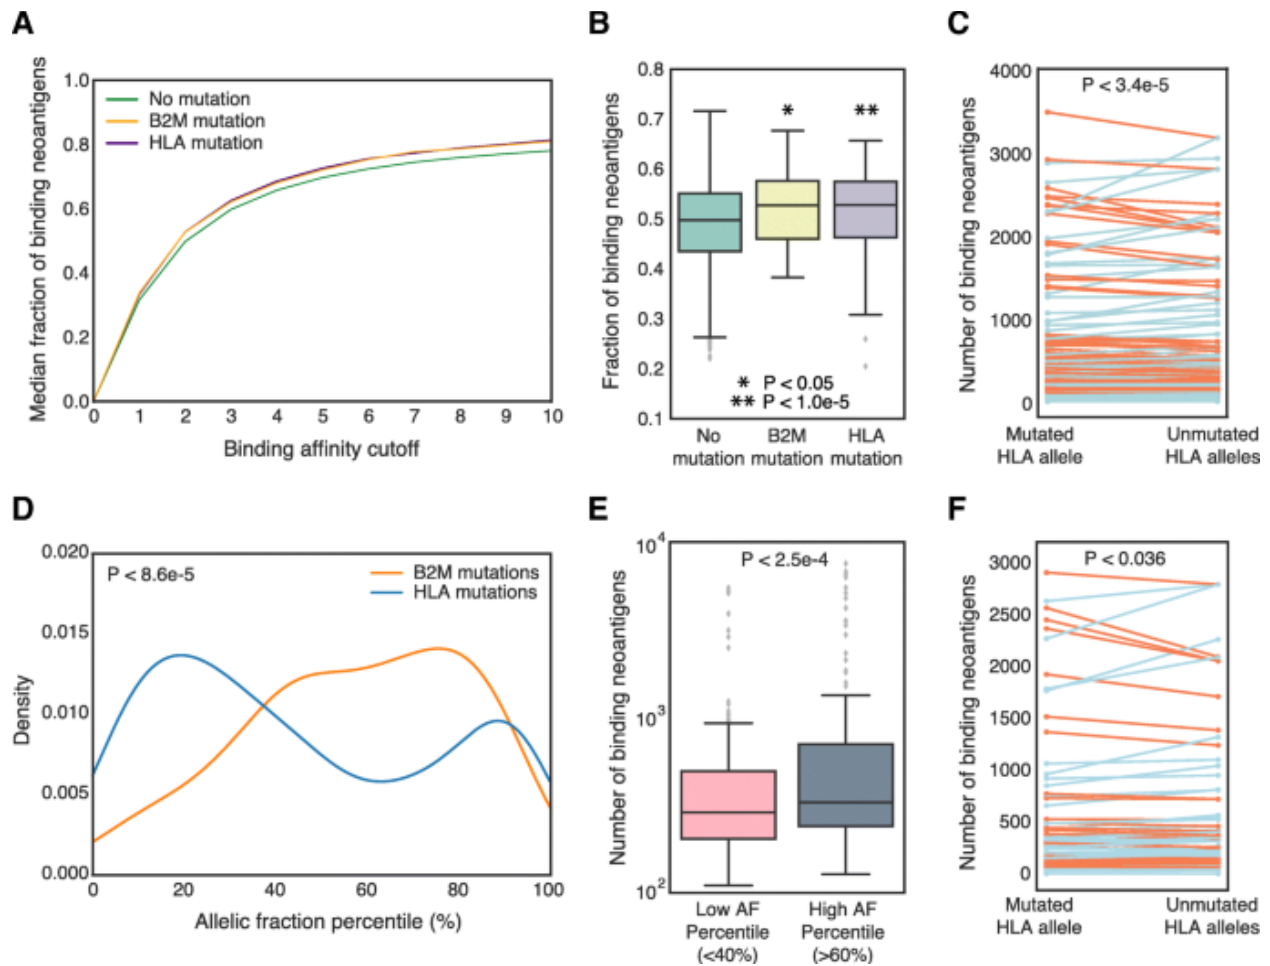 A
Median fraction of binding neoantigens
1.0
0.8
0.6
0.4
0.2
0.0
No mutation
B2M mutation
HLA mutation
0 1 2 3 4 5 6 7 8 9 10
Binding affinity cutoff
B
Fraction of binding neoantigens
0.8
0.7
0.6
0.5
0.4
0.3
0.2
0.1
*
**
* P < 0.05
** P < 1.0e-5
No mutation
B2M mutation
HLA mutation
C
Number of binding neoantigens
4000
3000
2000
1000
0
P < 3.4e-5
Mutated HLA allele
Unmutated HLA alleles
D
Density
0.020
0.015
0.010
0.005
0.000
P < 8.6e-5
B2M mutations
HLA mutations
0 20 40 60 80 100
Allelic fraction percentile (%)
E
Number of binding neoantigens
10^4
10^3
10^2
P < 2.5e-4
Low AF Percentile (<40%)
High AF Percentile (>60%)
F
Number of binding neoantigens
3000
2500
2000
1500
1000
500
0
P < 0.036
Mutated HLA allele
Unmutated HLA alleles